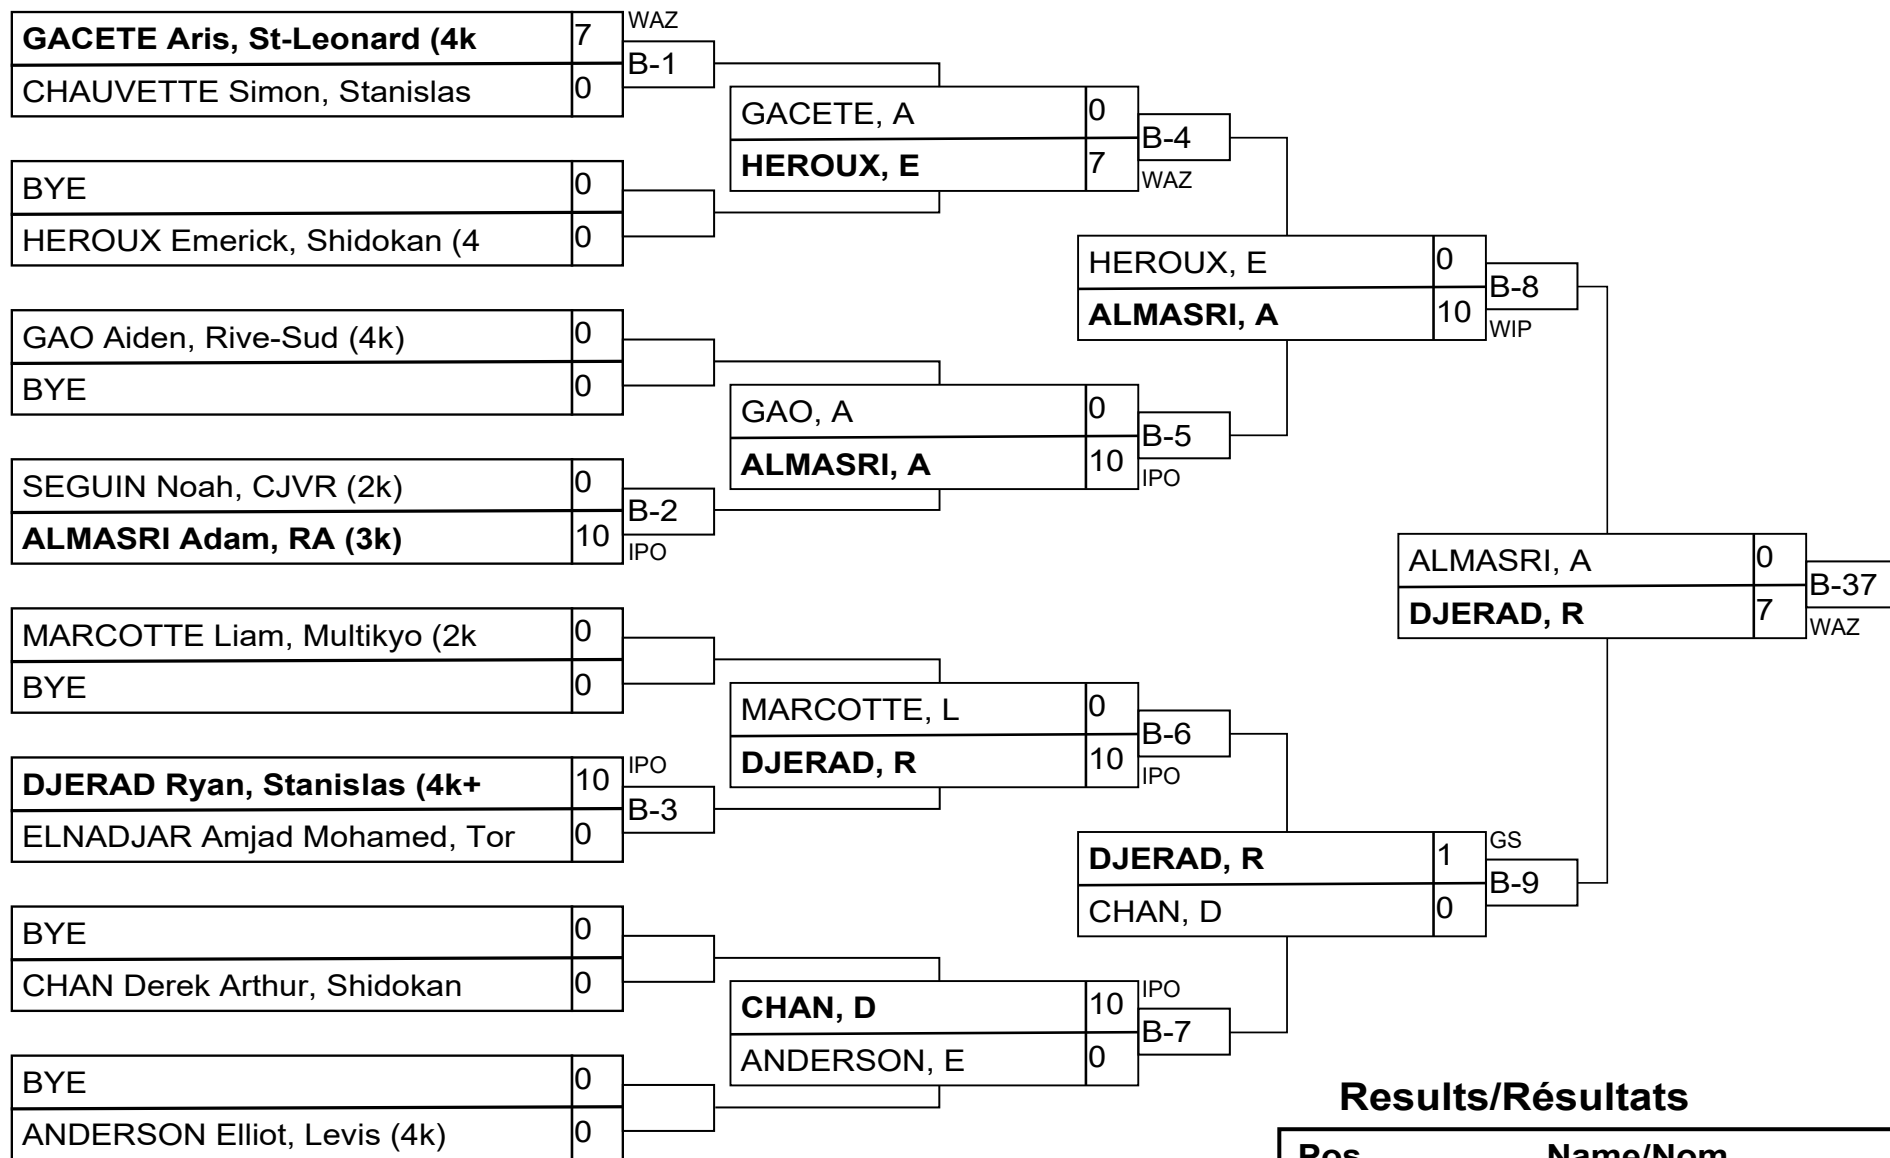 GACETE Aris, St-Leonard (4k 7 WAZ
CHAUVETTE Simon, Stanislas 0
B-1
BYE 0
HEROUX Emerick, Shidokan (4 0
GAO Aiden, Rive-Sud (4k) 0
BYE 0
SEGUIN Noah, CJVR (2k) 0
B-2
ALMASRI Adam, RA (3k) 10 IPO
MARCOTTE Liam, Multikyo (2k 0
BYE 0
DJERAD Ryan, Stanislas (4k+ 10 IPO
B-3
ELNADJAR Amjad Mohamed, Tor 0
BYE 0
CHAN Derek Arthur, Shidokan 0
BYE 0
ANDERSON Elliot, Levis (4k) 0
GACETE, A 0
B-4
HEROUX, E 7 WAZ
GAO, A 0
B-5
ALMASRI, A 10 IPO
MARCOTTE, L 0
B-6
DJERAD, R 10 IPO
CHAN, D 10 IPO
B-7
ANDERSON, E 0
HEROUX, E 0
B-8
ALMASRI, A 10 WIP
DJERAD, R 1 GS
B-9
CHAN, D 0
ALMASRI, A 0
B-37
DJERAD, R 7 WAZ
Results/Résultats
Pos Name/Nom